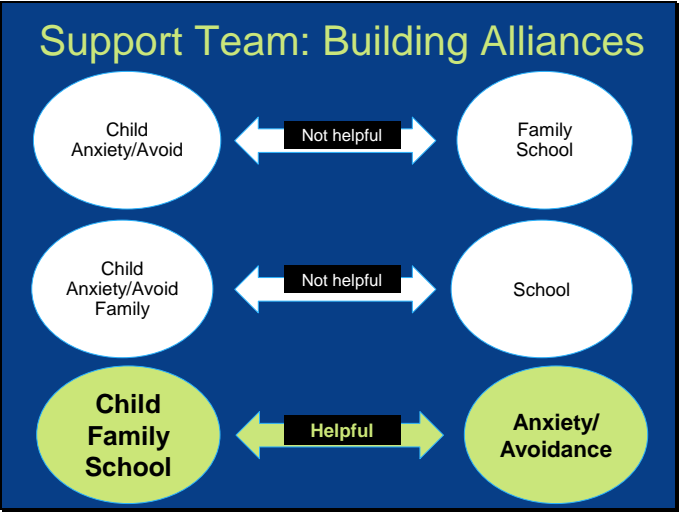 Support Team: Building Alliances
Child
Anxiety/Avoid
Not helpful
Family
School
Child
Anxiety/Avoid
Family
Not helpful
School
Child
Family
School
Helpful
Anxiety/
Avoidance